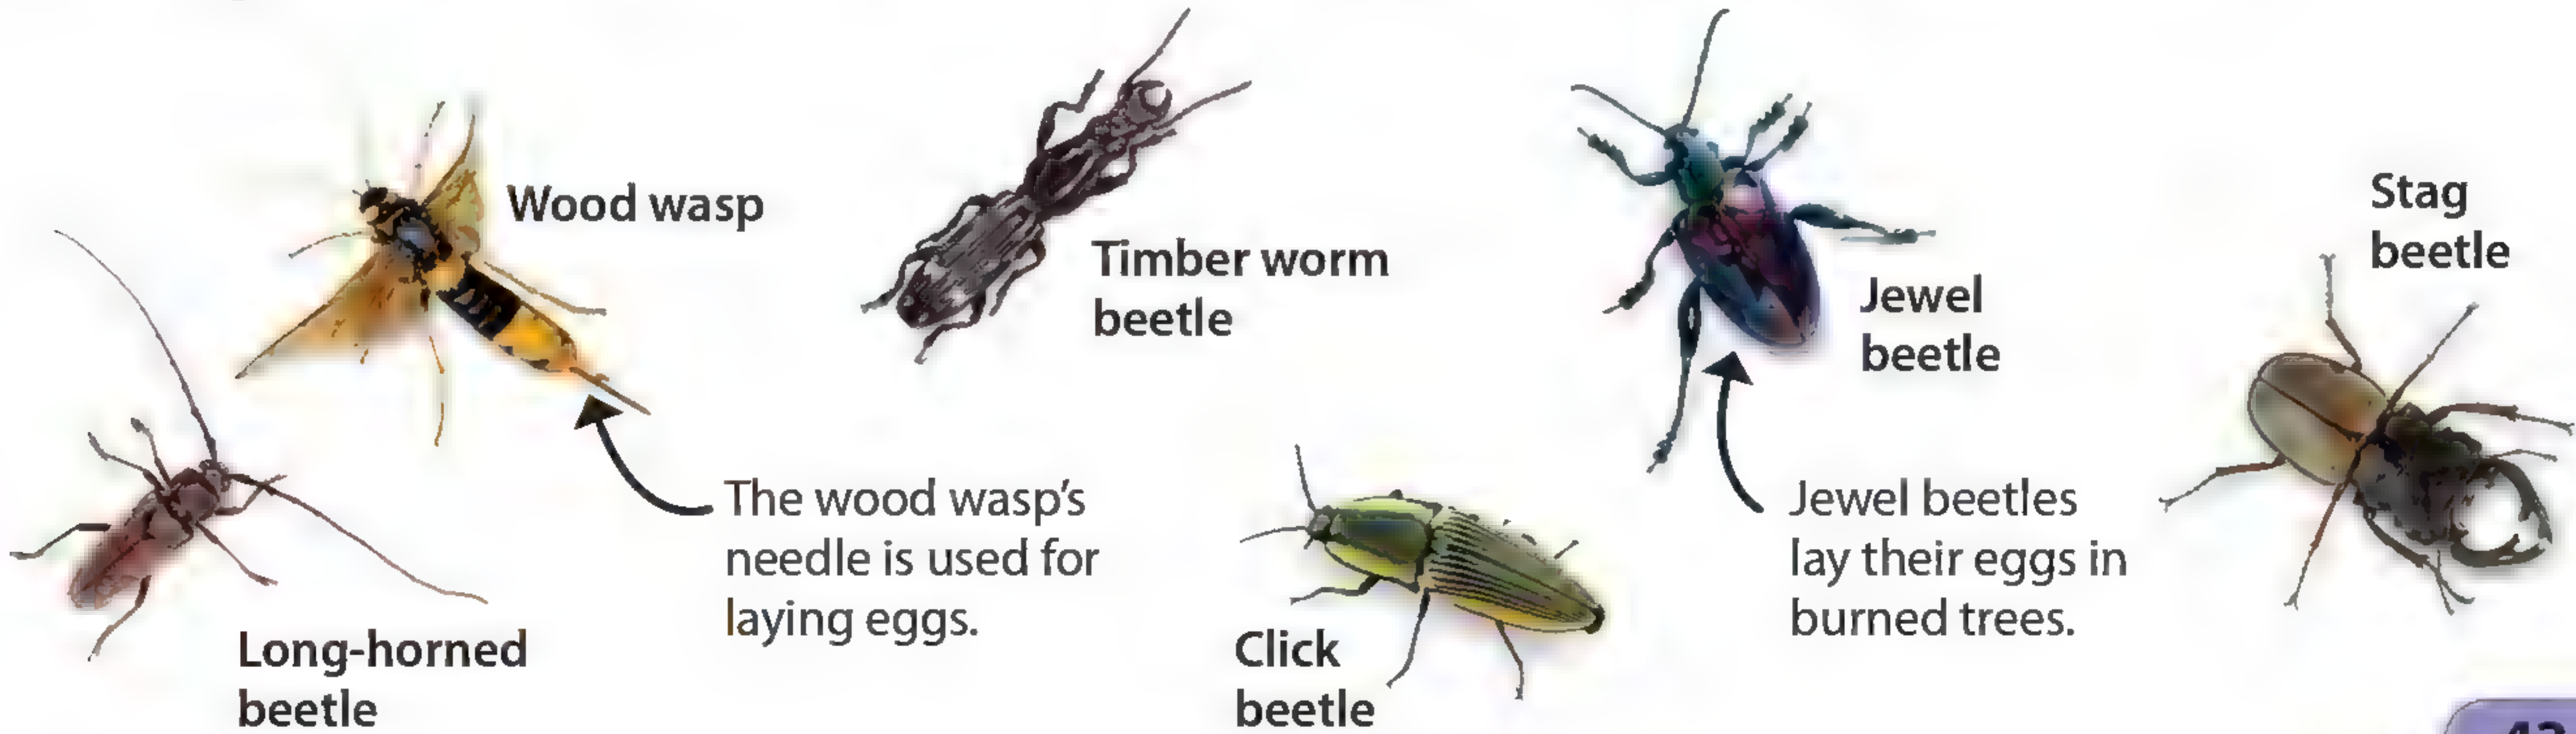 Wood wasp
Timber worm
beetle
Jewel
beetle
Stag
beetle
The wood wasp's
needle is used for
laying eggs.
Jewel beetles
lay their eggs in
burned trees.
Long-horned
beetle
Click
beetle